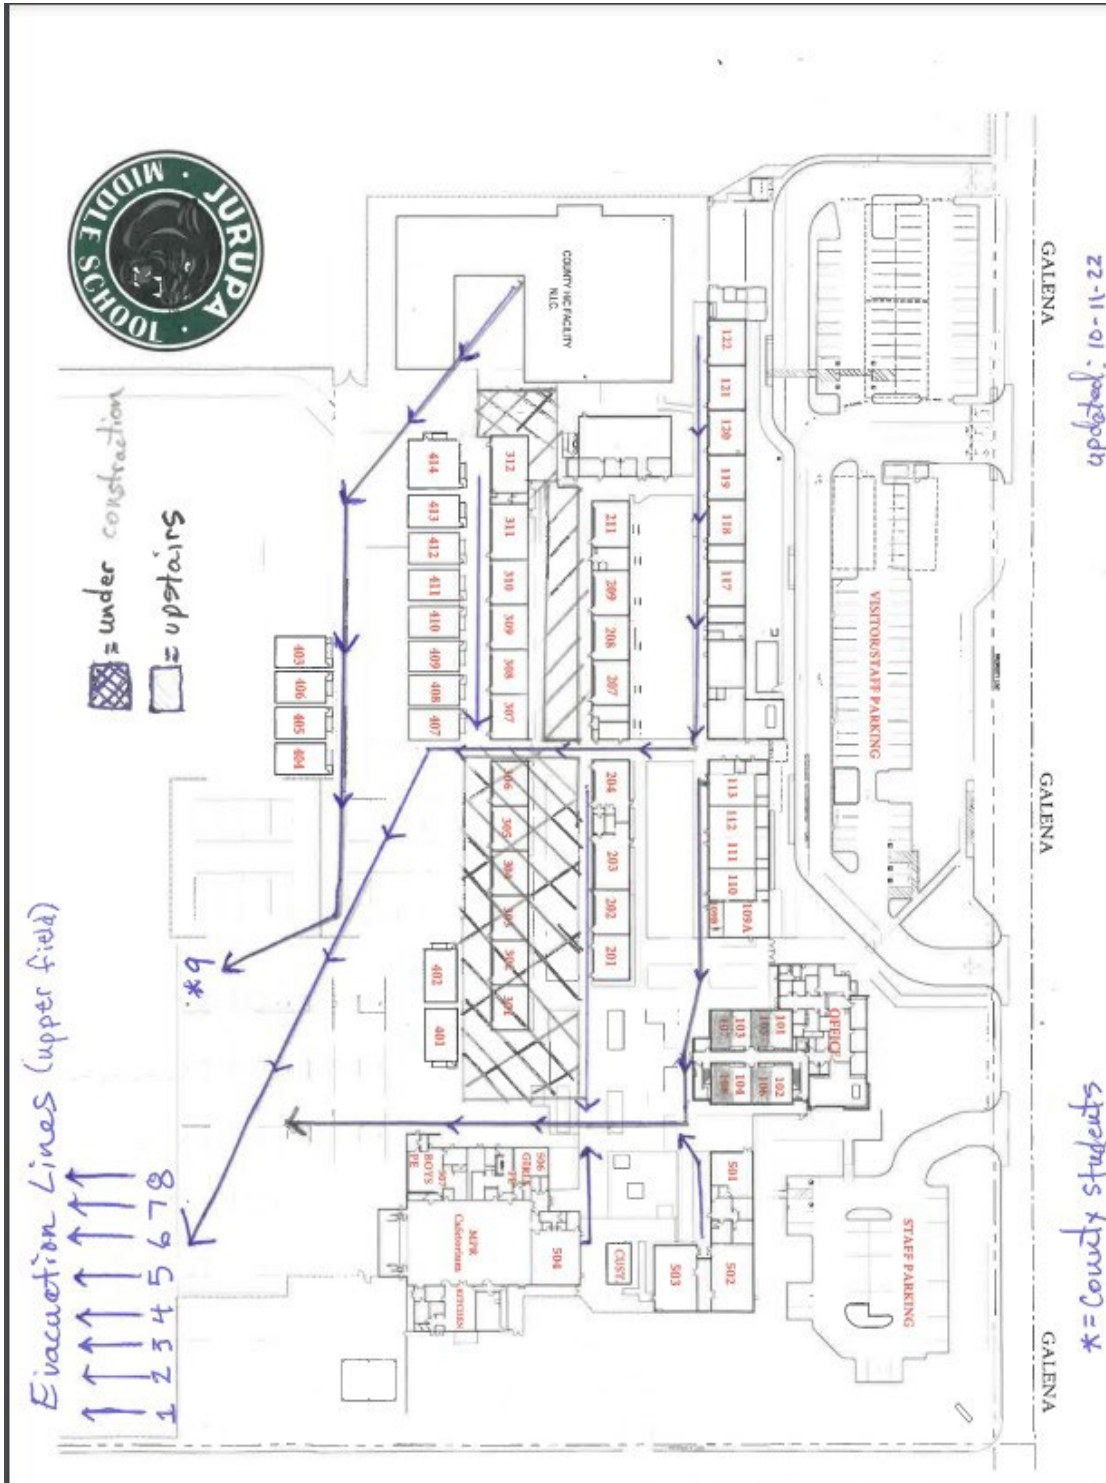 updated: 10-11-22
* = County students
GALENA
GALENA
GALENA
VISITOR/STAFF PARKING
STAFF PARKING
OFFICE
122
121
120
119
118
117
113
112
111
110
109A
109B
101
103
102
106
104
501
502
503
COUNTY HC FACILITY
N.I.C.
211
209
208
207
204
203
202
201
CUST.
312
311
310
309
308
307
306
305
304
303
302
301
504
506
GIRLS
PE
507
BOYS
PE
MPR
Cafetorium
KITCHEN
414
413
412
411
410
409
408
407
402
401
403
406
405
404
JURUPA
MIDDLE SCHOOL
= under construction
= upstairs
*9
1 2 3 4 5 6 7 8
Evacuation Lines (upper field)